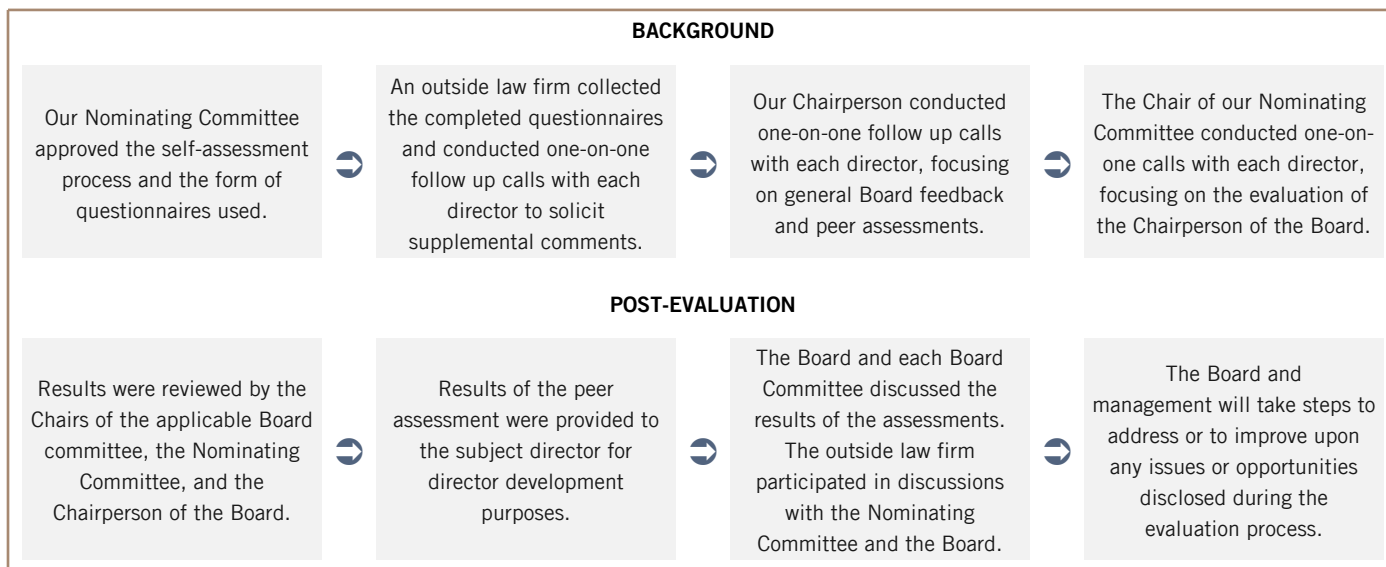 BACKGROUND
Our Nominating Committee
approved the self-assessment
process and the form of
questionnaires used.
An outside law firm collected
the completed questionnaires
and conducted one-on-one
follow up calls with each
director to solicit
supplemental comments.
Our Chairperson conducted
one-on-one follow up calls
with each director, focusing
on general Board feedback
and peer assessments.
The Chair of our Nominating
Committee conducted one-on-
one calls with each director,
focusing on the evaluation of
the Chairperson of the Board.
POST-EVALUATION
Results were reviewed by the
Chairs of the applicable Board
committee, the Nominating
Committee, and the
Chairperson of the Board.
Results of the peer
assessment were provided to
the subject director for
director development
purposes.
The Board and each Board
Committee discussed the
results of the assessments.
The outside law firm
participated in discussions
with the Nominating
Committee and the Board.
The Board and
management will take steps to
address or to improve upon
any issues or opportunities
disclosed during the
evaluation process.